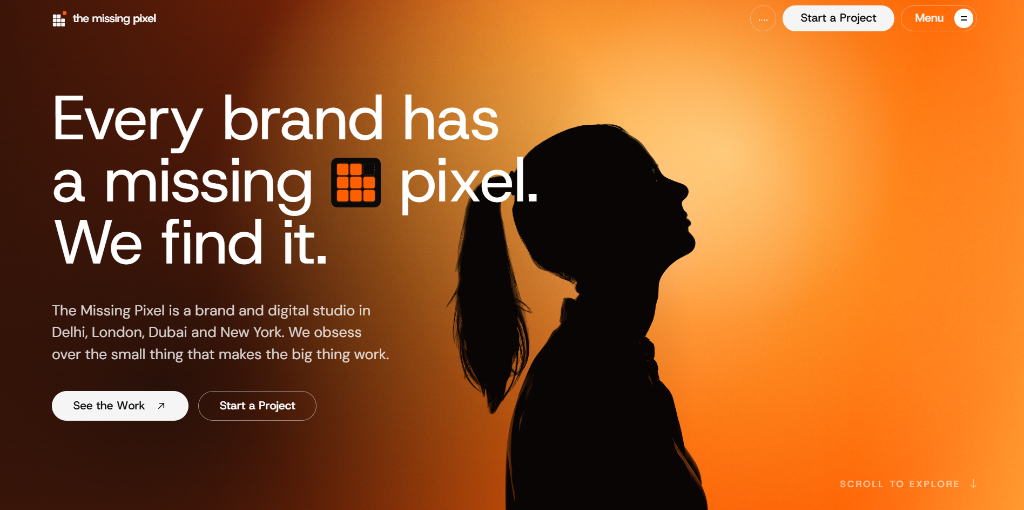 the missing pixel
....
Start a Project
Menu
Every brand has
a missing pixel.
We find it.
The Missing Pixel is a brand and digital studio in
Delhi, London, Dubai and New York. We obsess
over the small thing that makes the big thing work.
See the Work
Start a Project
SCROLL TO EXPLORE